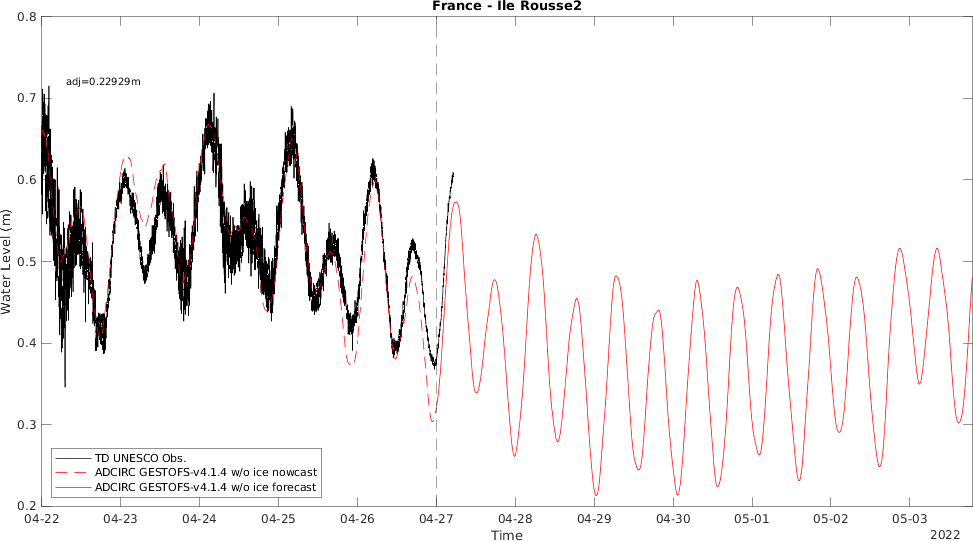 France - Ile Rousse2
adj=0.22929m
0.8
0.7
0.6
0.5
0.4
0.3
0.2
Water Level (m)
TD UNESCO Obs.
ADCIRC GESTOFS-v4.1.4 w/o ice nowcast
ADCIRC GESTOFS-v4.1.4 w/o ice forecast
04-22 04-23 04-24 04-25 04-26 04-27 04-28 04-29 04-30 05-01 05-02 05-03
Time
2022